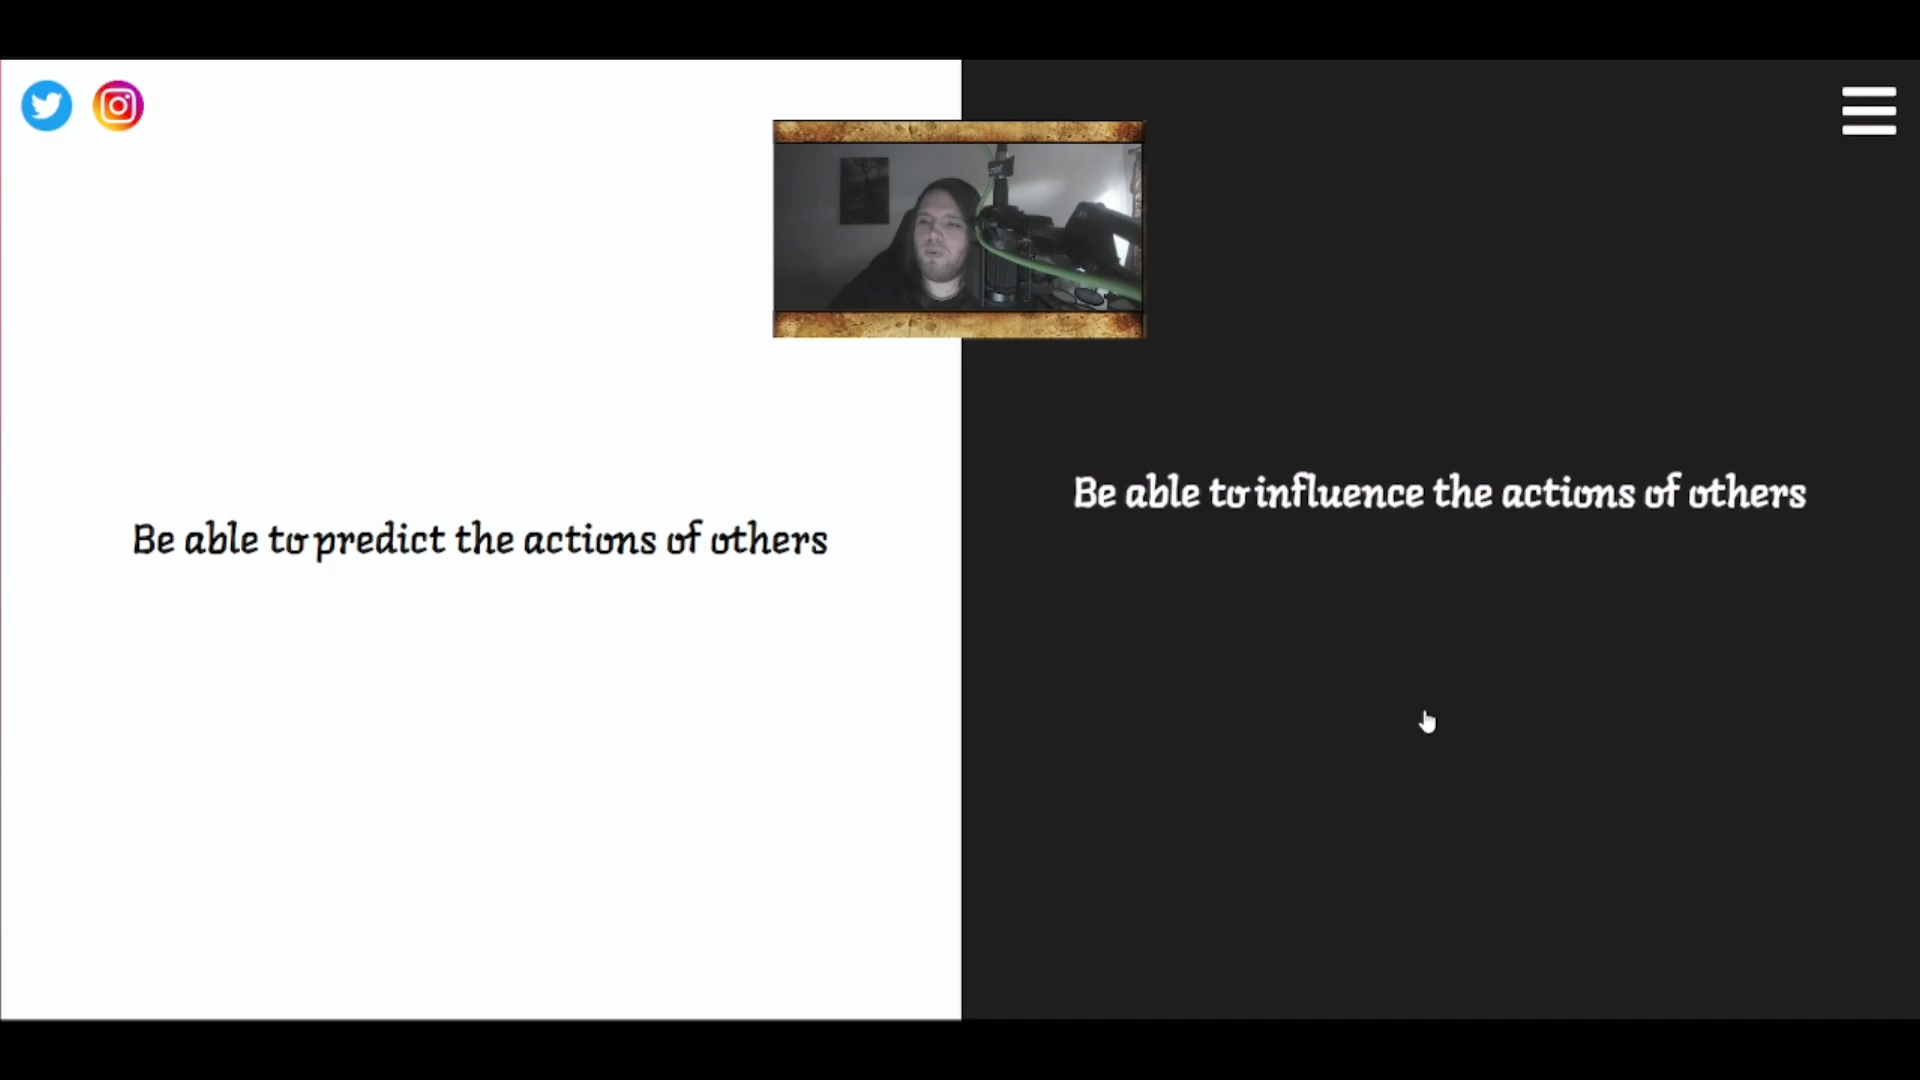 Be able to predict the actions of others
Be able to influence the actions of others